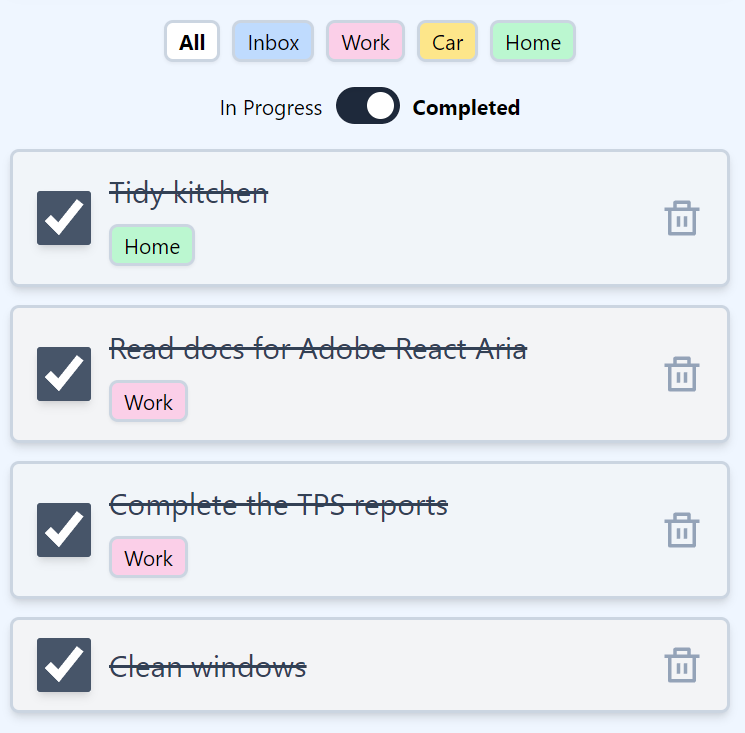 All Inbox Work Car Home
In Progress Completed
Tidy kitchen
Home
Read docs for Adobe React Aria
Work
Complete the TPS reports
Work
Clean windows